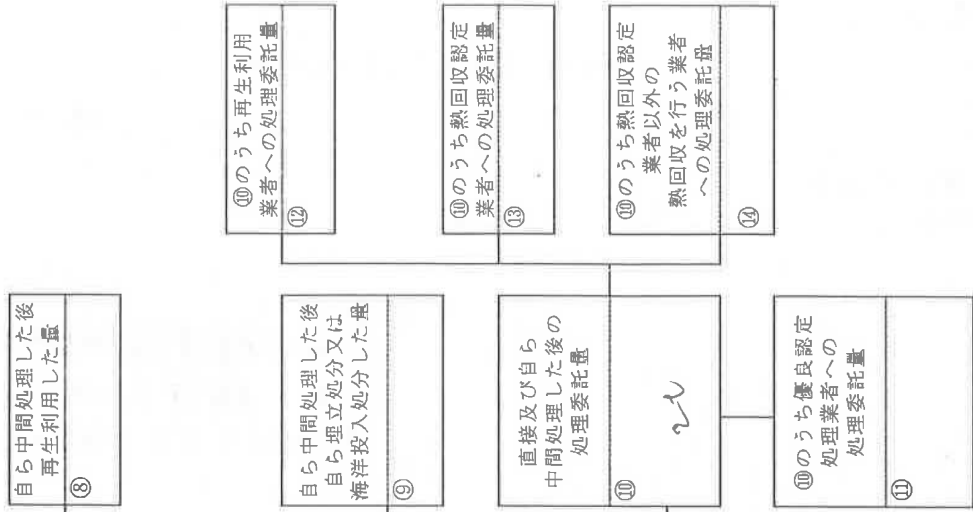 自ら中間処理した後
再生利用した量
⑧
自ら中間処理した後
自ら埋立処分又は
海洋投入処分した量
⑨
直接及び自ら
中間処理した後の
処理委託量
⑩
⑩のうち優良認定
処理業者への
処理委託量
⑪
⑩のうち再生利用
業者への処理委託量
⑫
⑩のうち熱回収認定
業者への処理委託量
⑬
⑩のうち熱回収認定
業者以外の
熱回収を行う業者
への処理委託量
⑭